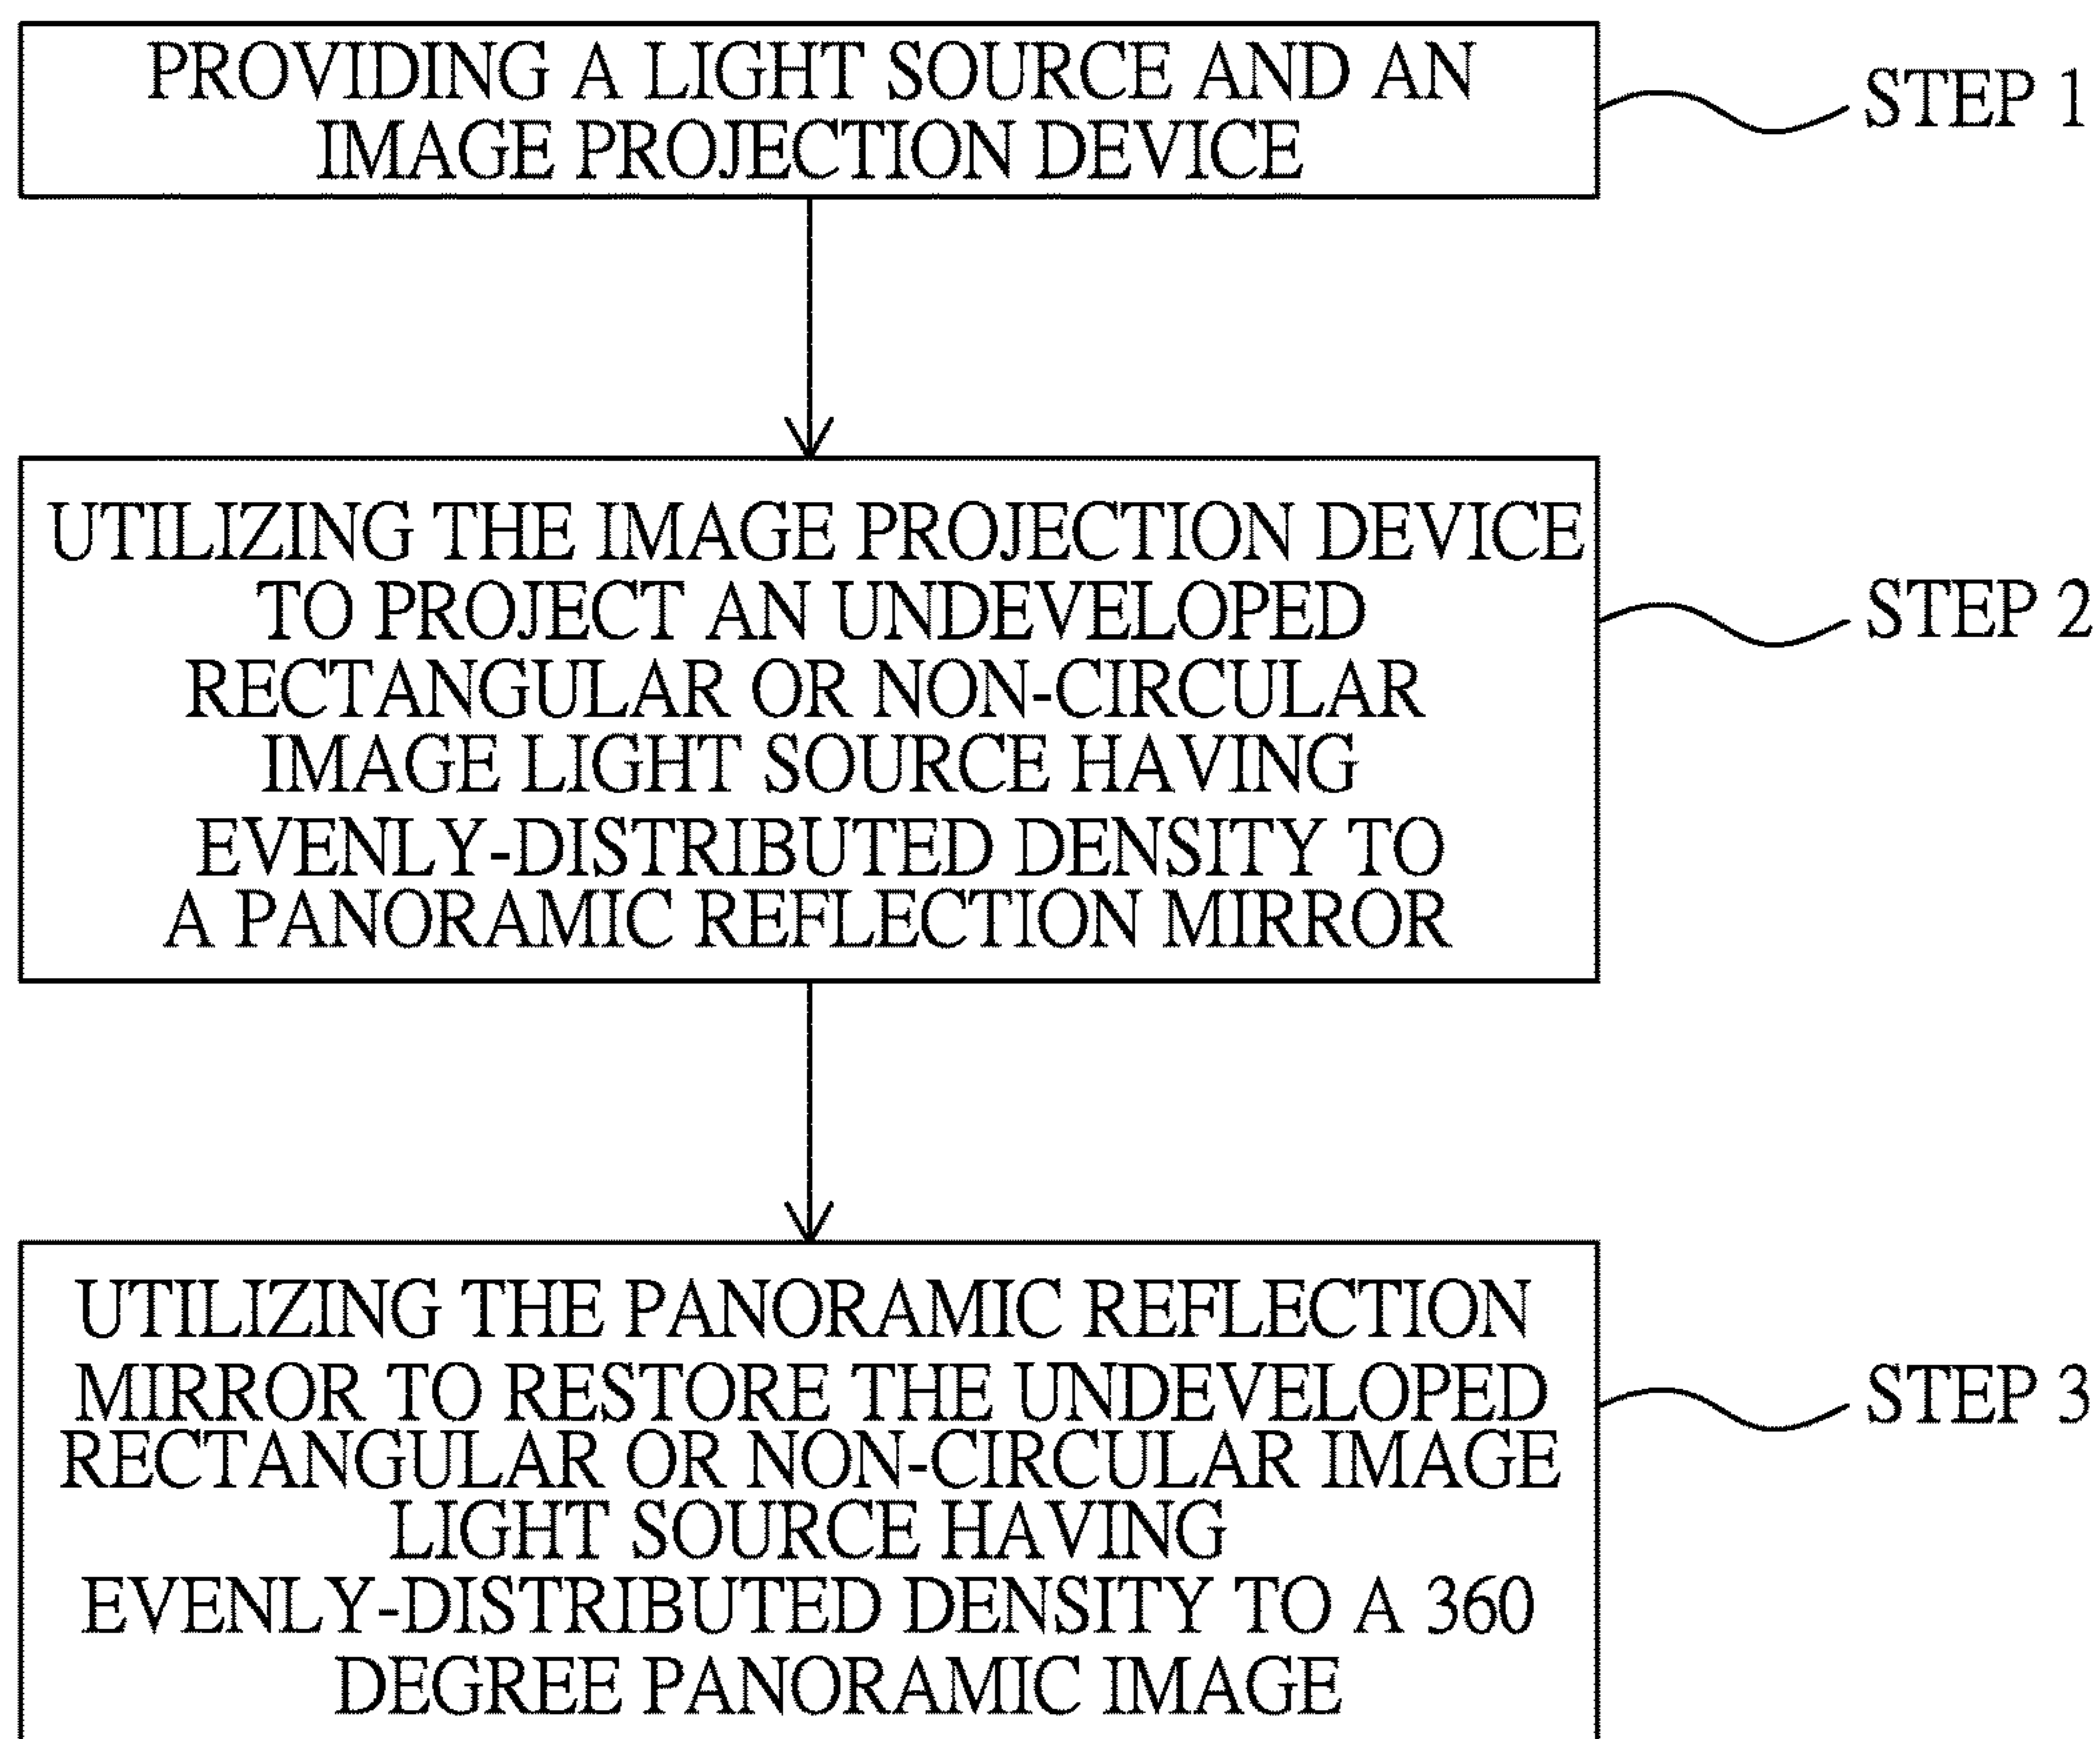 PROVIDING A LIGHT SOURCE AND AN
IMAGE PROJECTION DEVICE
STEP 1
UTILIZING THE IMAGE PROJECTION DEVICE
TO PROJECT AN UNDEVELOPED
RECTANGULAR OR NON-CIRCULAR
IMAGE LIGHT SOURCE HAVING
EVENLY-DISTRIBUTED DENSITY TO
A PANORAMIC REFLECTION MIRROR
STEP 2
UTILIZING THE PANORAMIC REFLECTION
MIRROR TO RESTORE THE UNDEVELOPED
RECTANGULAR OR NON-CIRCULAR IMAGE
LIGHT SOURCE HAVING
EVENLY-DISTRIBUTED DENSITY TO A 360
DEGREE PANORAMIC IMAGE
STEP 3